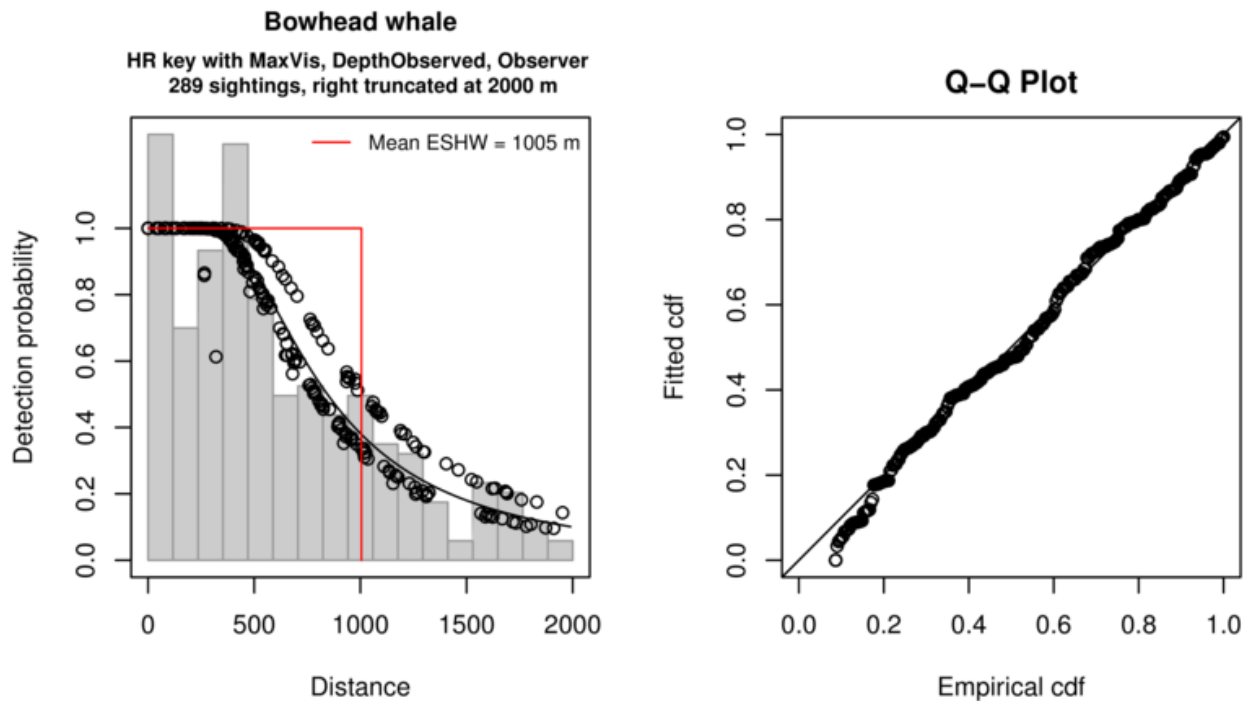 Bowhead whale
HR key with MaxVis, DepthObserved, Observer
289 sightings, right truncated at 2000 m
Mean ESHW = 1005 m
Detection probability
1.0
0.8
0.6
0.4
0.2
0.0
0 500 1000 1500 2000
Distance
Q−Q Plot
Fitted cdf
1.0
0.8
0.6
0.4
0.2
0.0
0.0 0.2 0.4 0.6 0.8 1.0
Empirical cdf